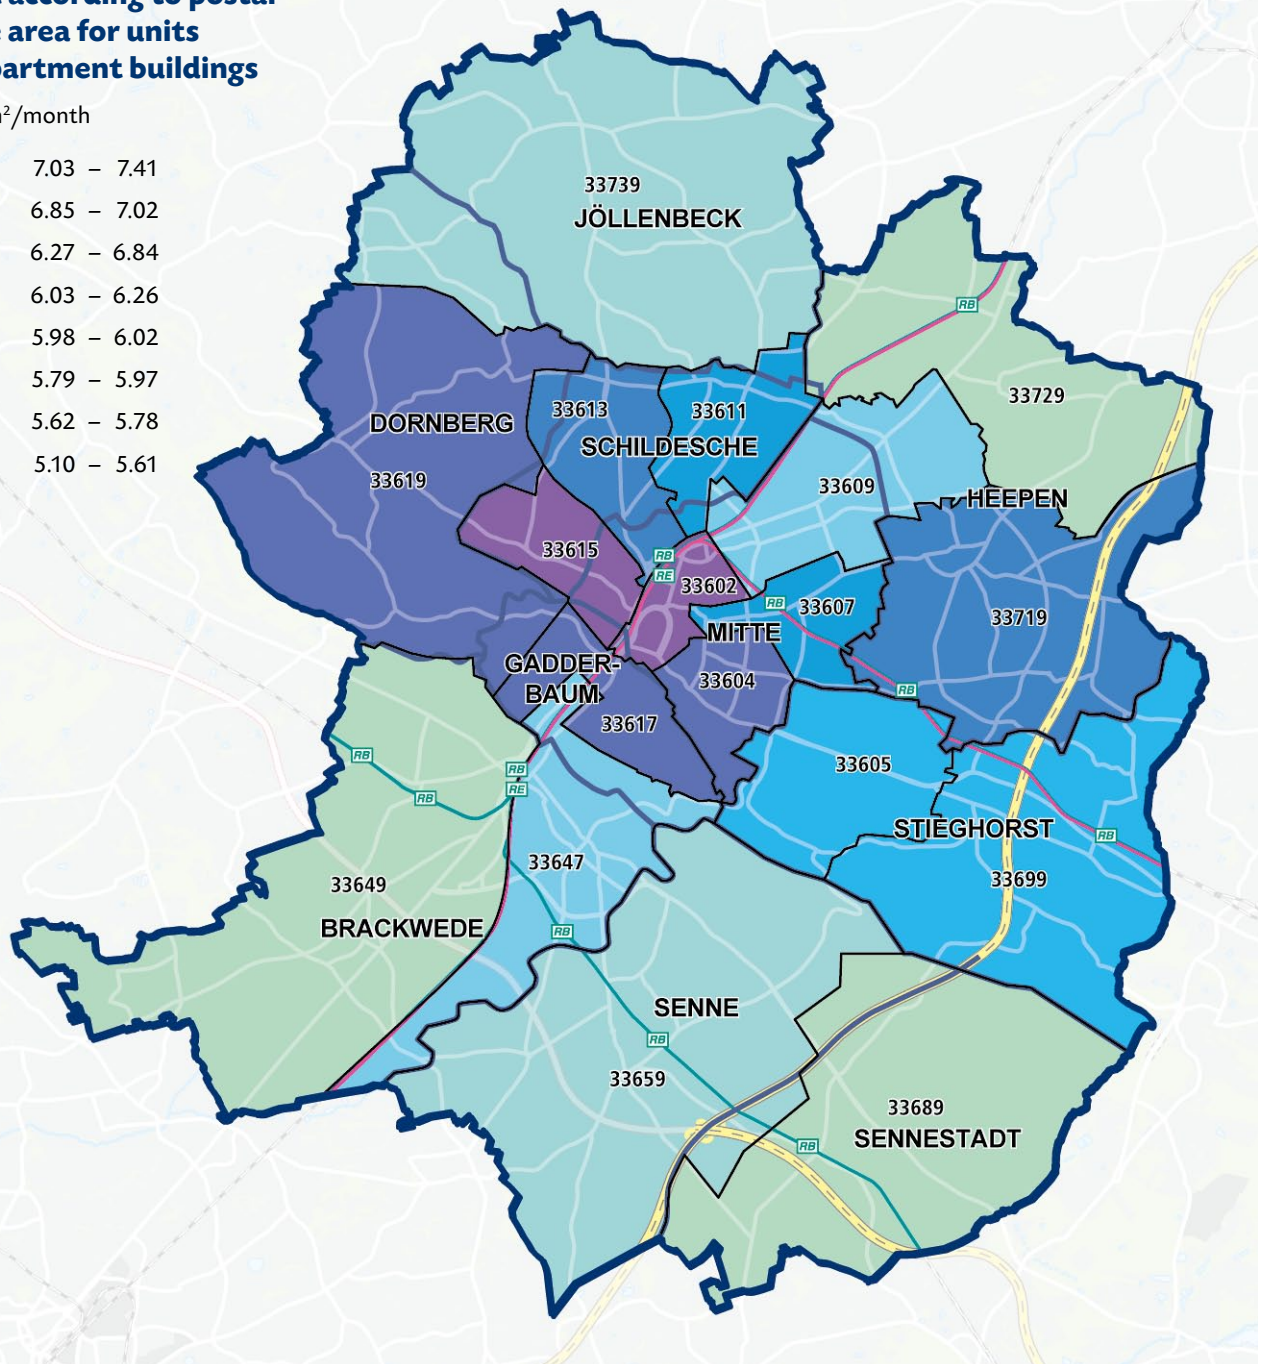 according to postal
area for units
apartment buildings
/month
7.03 – 7.41
6.85 – 7.02
6.27 – 6.84
6.03 – 6.26
5.98 – 6.02
5.79 – 5.97
5.62 – 5.78
5.10 – 5.61
33739
JÖLLENBECK
RB
33729
DORNBERG
33613
33611
SCHILDESCHE
33619
33609
HEEPEN
33615
RB
RE
33602
RB
33607
33719
MITTE
GADDER-
BAUM
33604
RB
33617
RB
33605
RB
RE
RB
STIEGHORST
RB
33647
33699
33649
BRACKWEDE
RB
SENNE
RB
33659
33689
SENNESTADT
RB